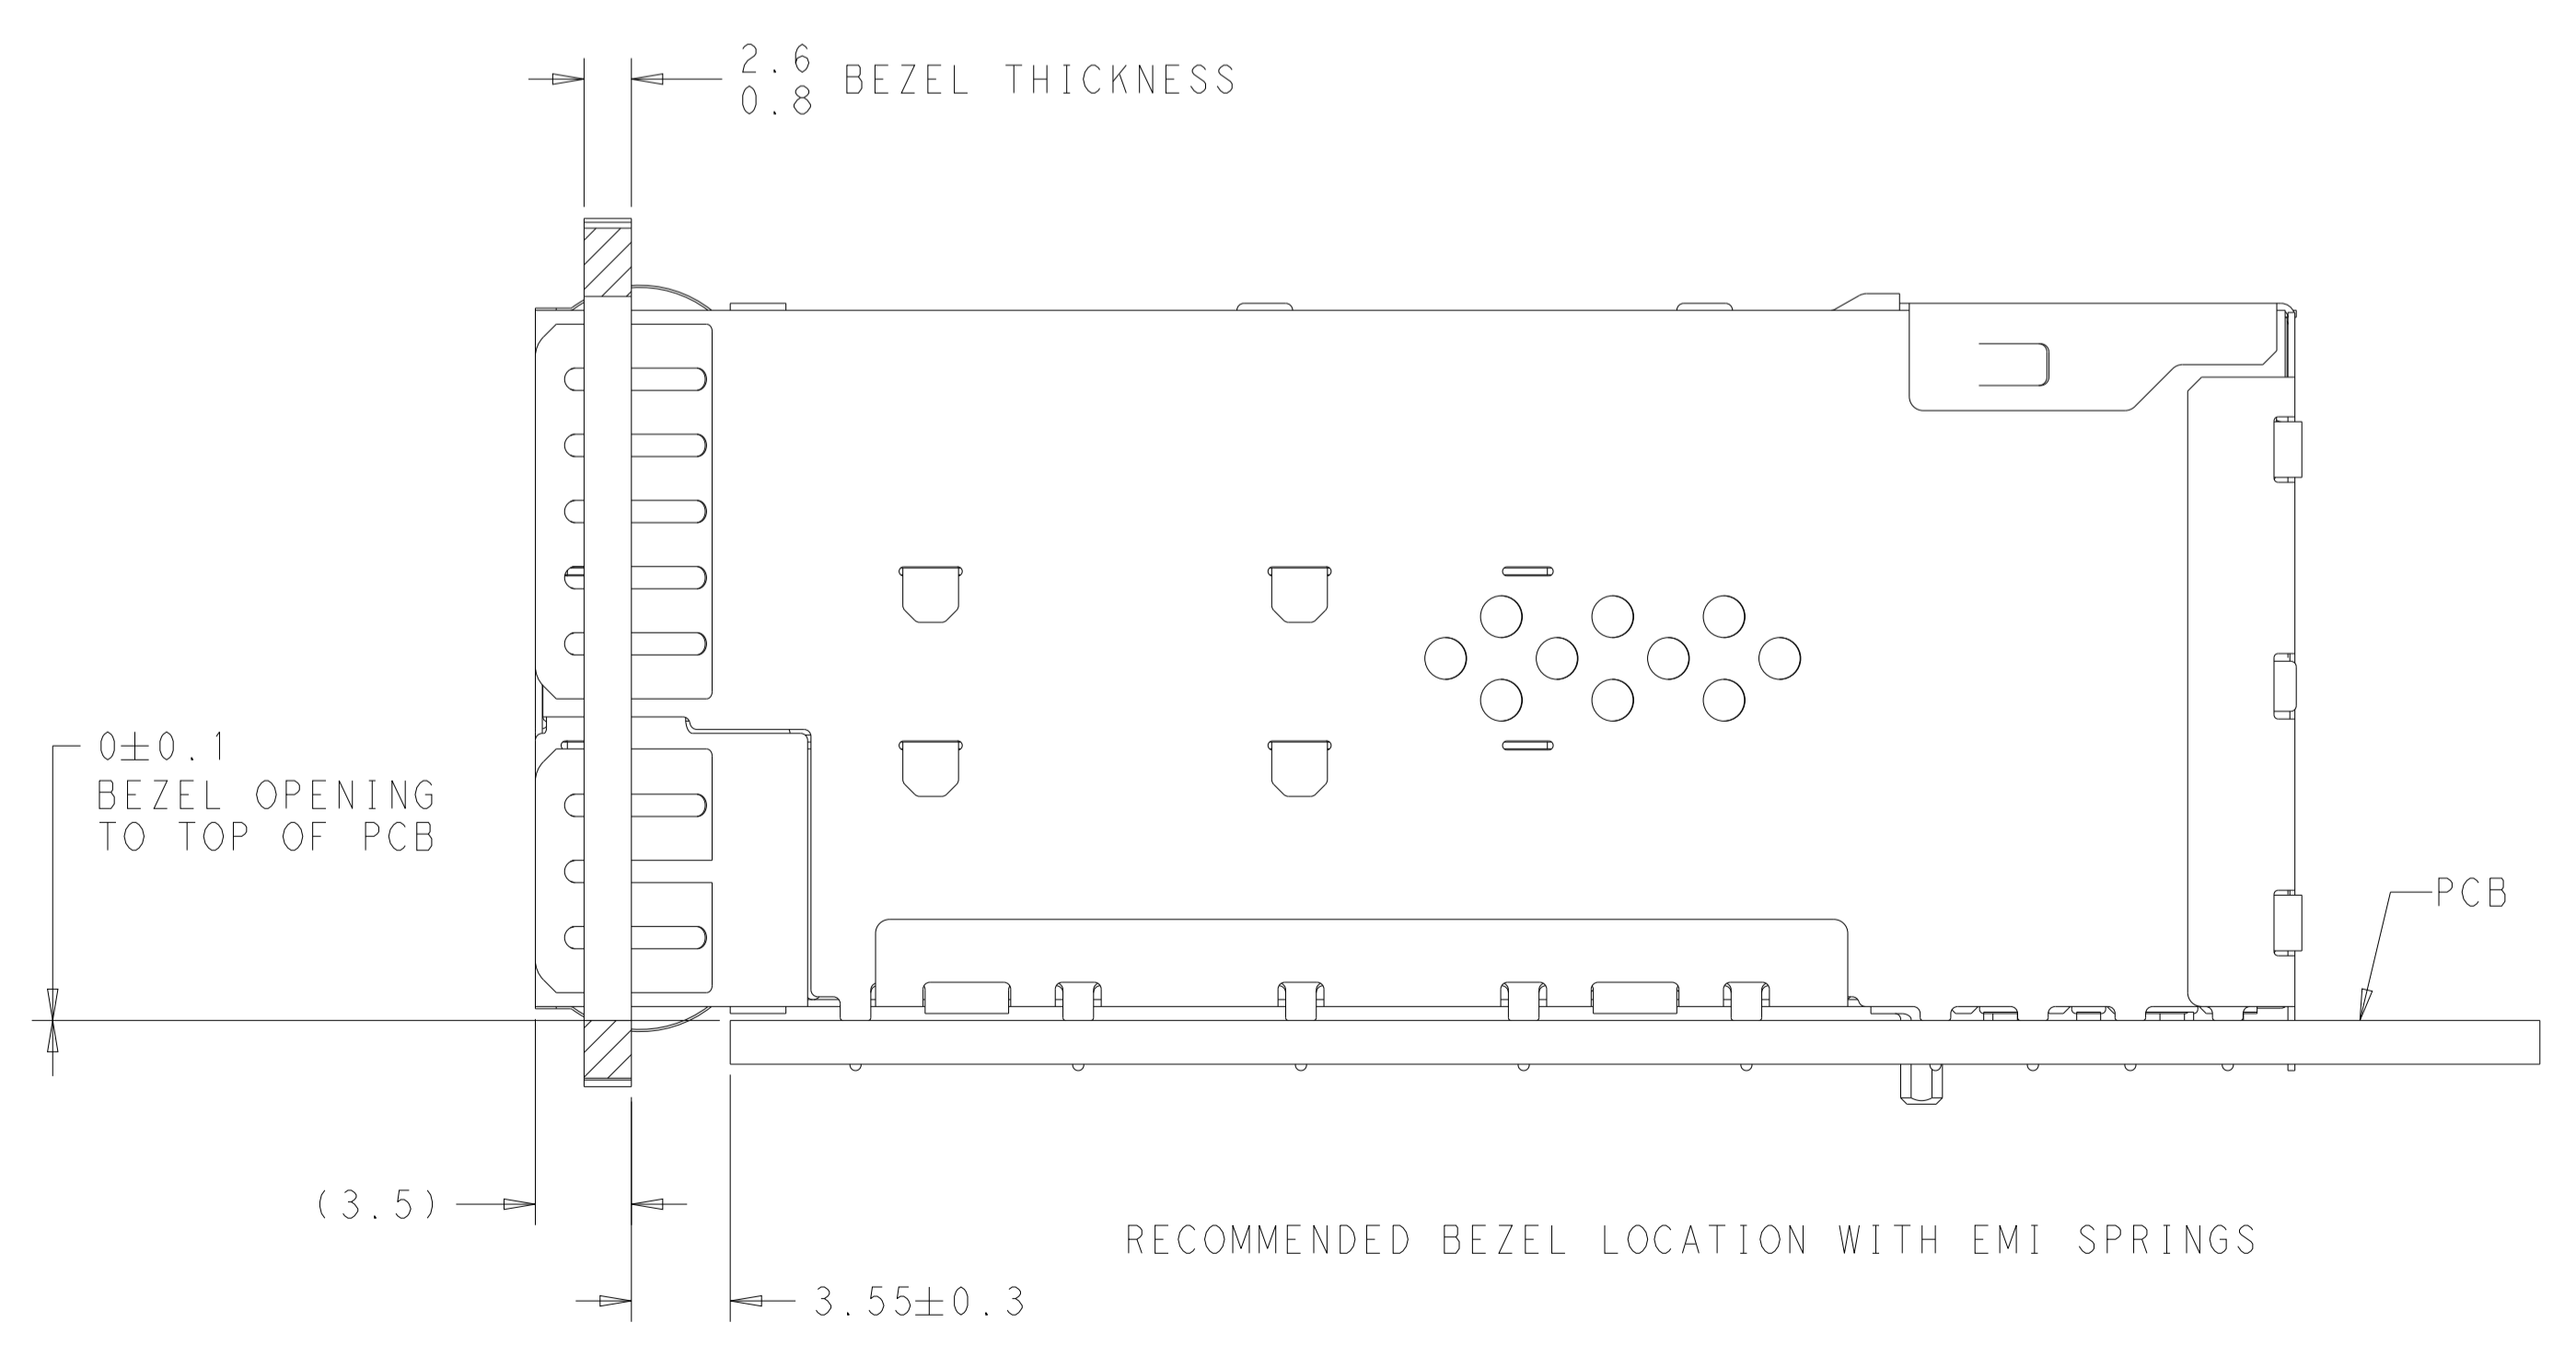 2.6
0.8
BEZEL THICKNESS
0±0.1
BEZEL OPENING
TO TOP OF PCB
PCB
(3.5)
RECOMMENDED BEZEL LOCATION WITH EMI SPRINGS
3.55±0.3